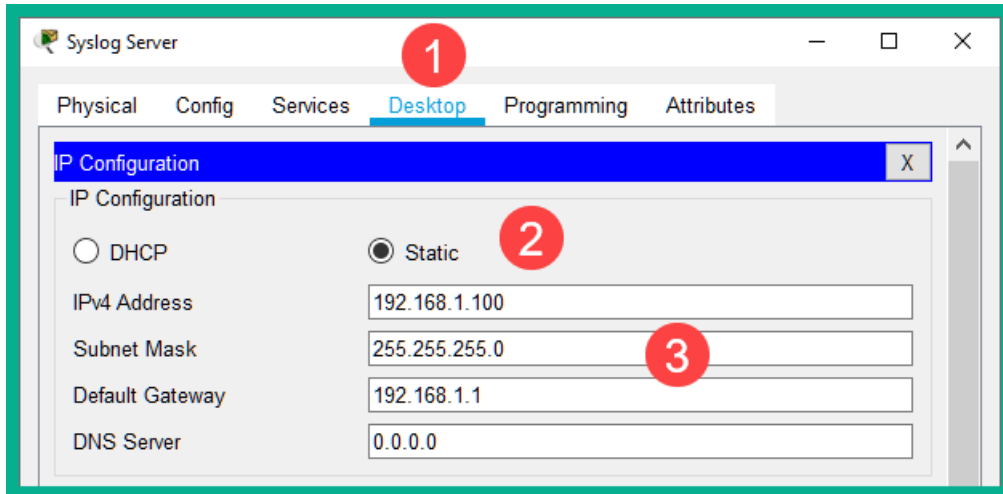 Syslog Server
1
Physical Config Services Desktop Programming Attributes
IP Configuration X
IP Configuration
DHCP Static 2
IPv4 Address 192.168.1.100
Subnet Mask 255.255.255.0 3
Default Gateway 192.168.1.1
DNS Server 0.0.0.0